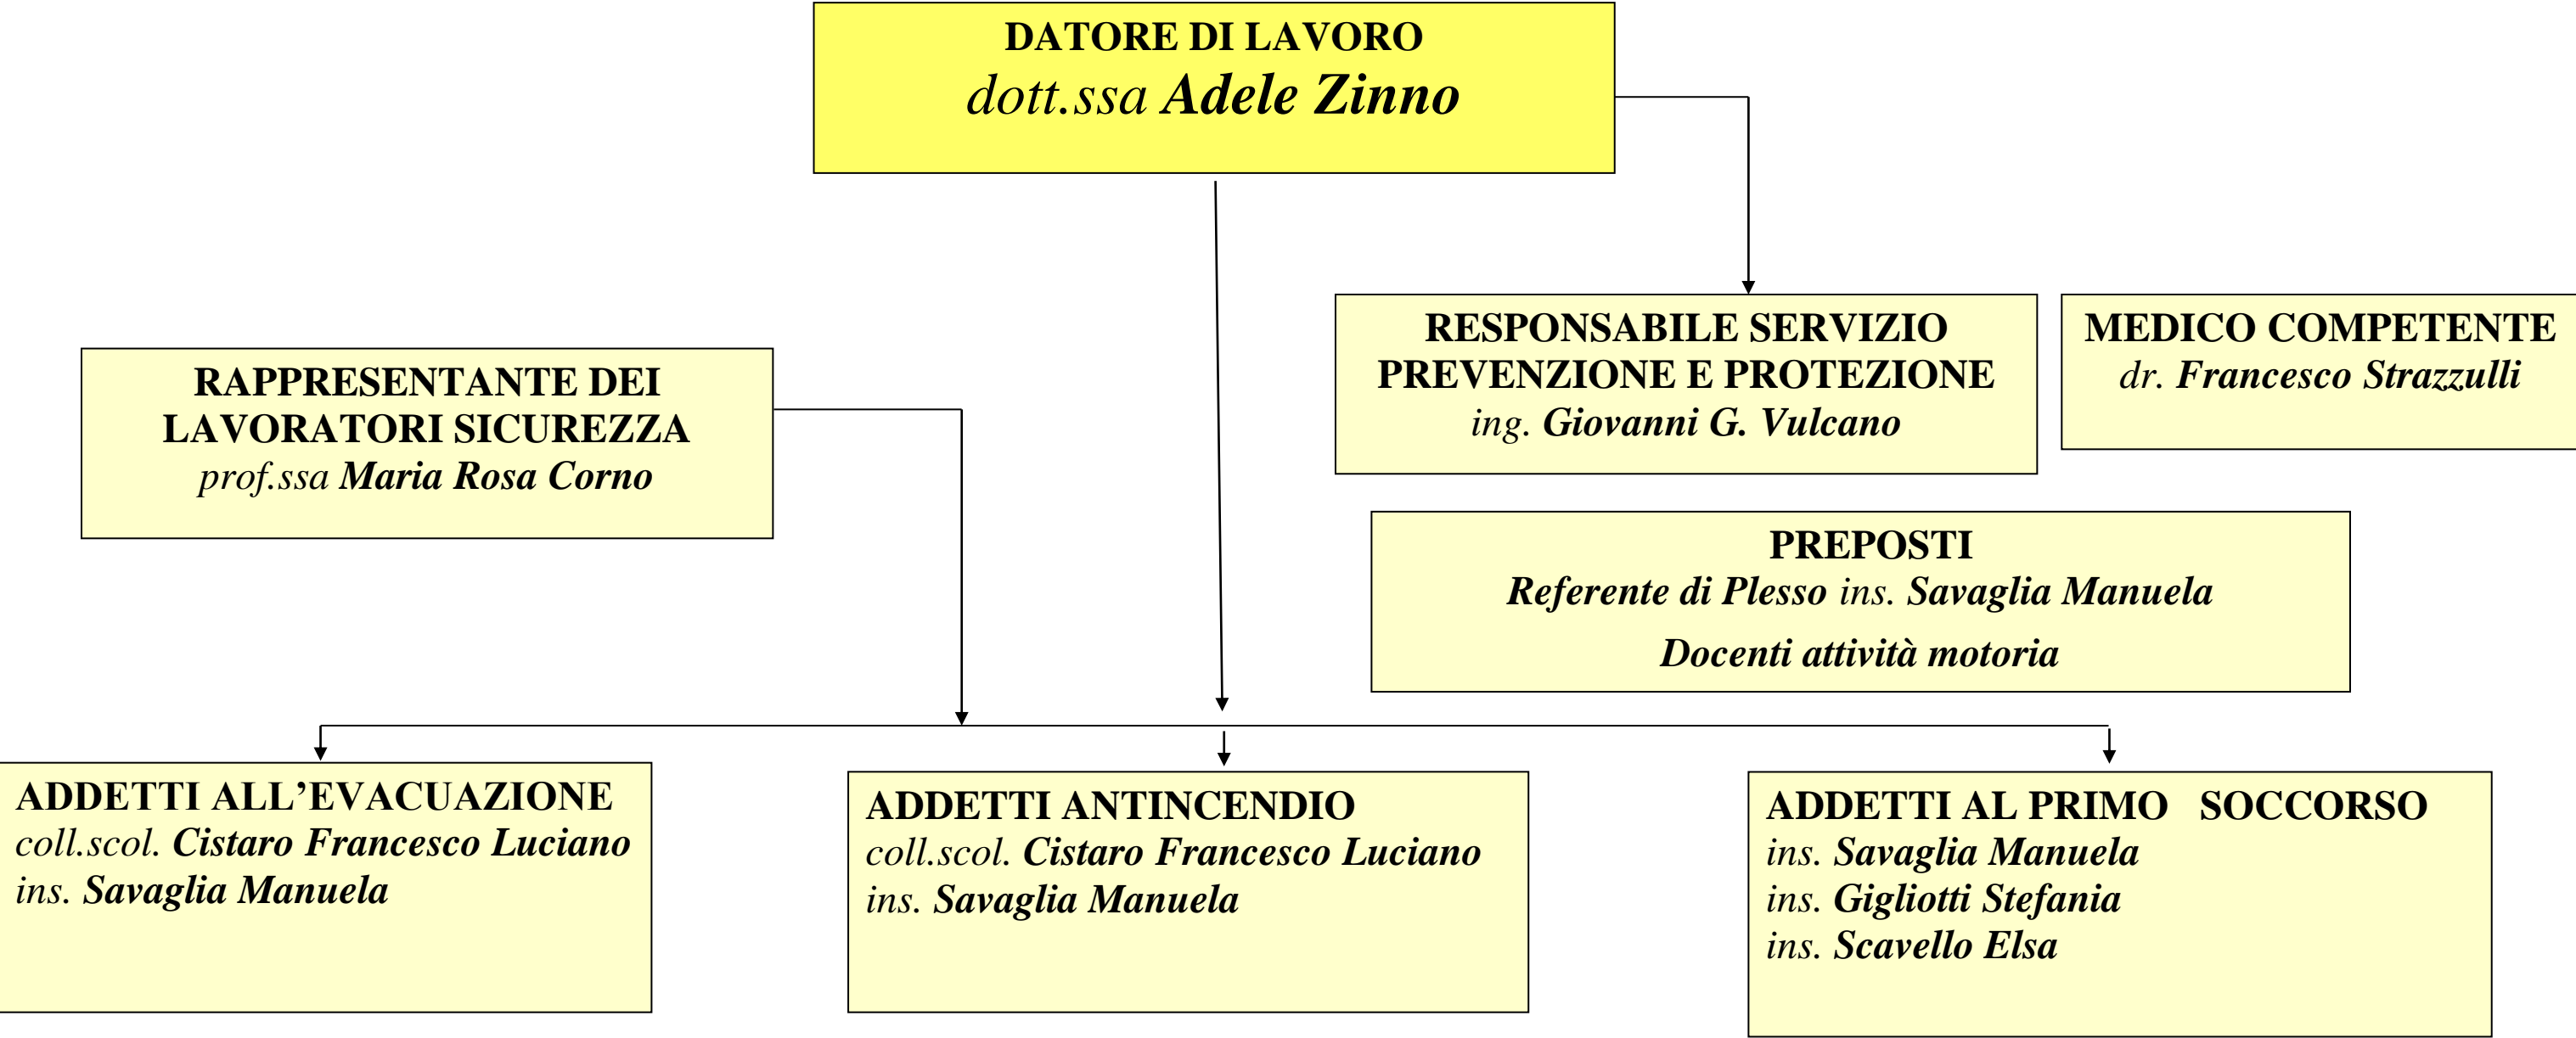 DATORE DI LAVORO
dott.ssa Adele Zinno
RESPONSABILE SERVIZIO
PREVENZIONE E PROTEZIONE
ing. Giovanni G. Vulcano
MEDICO COMPETENTE
dr. Francesco Strazzulli
RAPPRESENTANTE DEI
LAVORATORI SICUREZZA
prof.ssa Maria Rosa Corno
PREPOSTI
Referente di Plesso ins. Savaglia Manuela
Docenti attività motoria
ADDETTI ALL’EVACUAZIONE
coll.scol. Cistaro Francesco Luciano
ins. Savaglia Manuela
ADDETTI ANTINCENDIO
coll.scol. Cistaro Francesco Luciano
ins. Savaglia Manuela
ADDETTI AL PRIMO SOCCORSO
ins. Savaglia Manuela
ins. Gigliotti Stefania
ins. Scavello Elsa